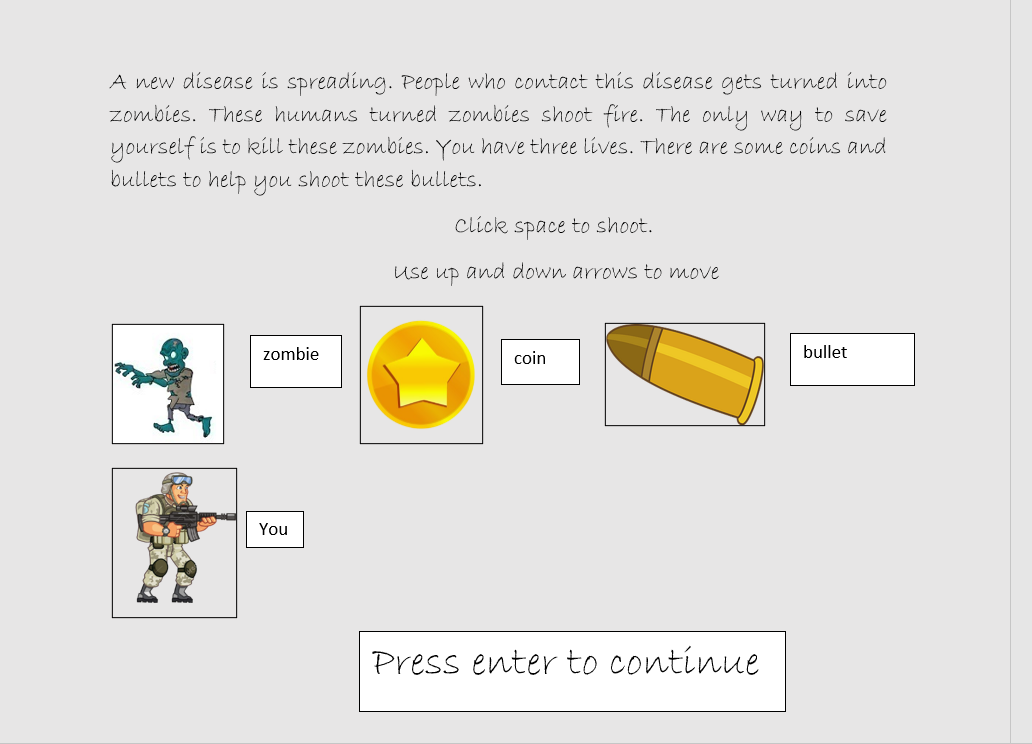 A new disease is spreading. People who contact this disease gets turned into
zombies. These humans turned zombies shoot fire. The only way to save
yourself is to kill these zombies. You have three lives. There are some coins and
bullets to help you shoot these bullets.
Click space to shoot.
Use up and down arrows to move
zombie
coin
bullet
You
Press enter to continue